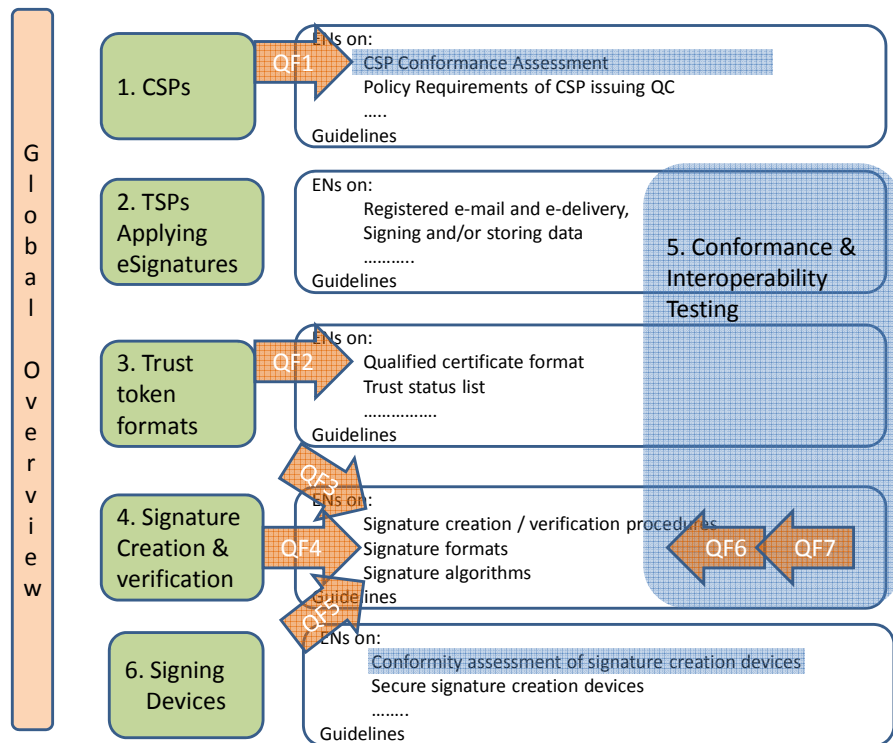 Global Overview
1. CSPs
QF1
ENs on:
CSP Conformance Assessment
Policy Requirements of CSP issuing QC
.....
Guidelines
2. TSPs
Applying
eSignatures
ENs on:
Registered e-mail and e-delivery,
Signing and/or storing data
...........
Guidelines
5. Conformance &
Interoperability
Testing
3. Trust
token
formats
QF2
ENs on:
Qualified certificate format
Trust status list
.................
Guidelines
QF3
4. Signature
Creation &
verification
QF4
ENs on:
Signature creation / verification procedures
Signature formats
Signature algorithms
Guidelines
QF6
QF7
QF5
6. Signing
Devices
ENs on:
Conformity assessment of signature creation devices
Secure signature creation devices
........
Guidelines